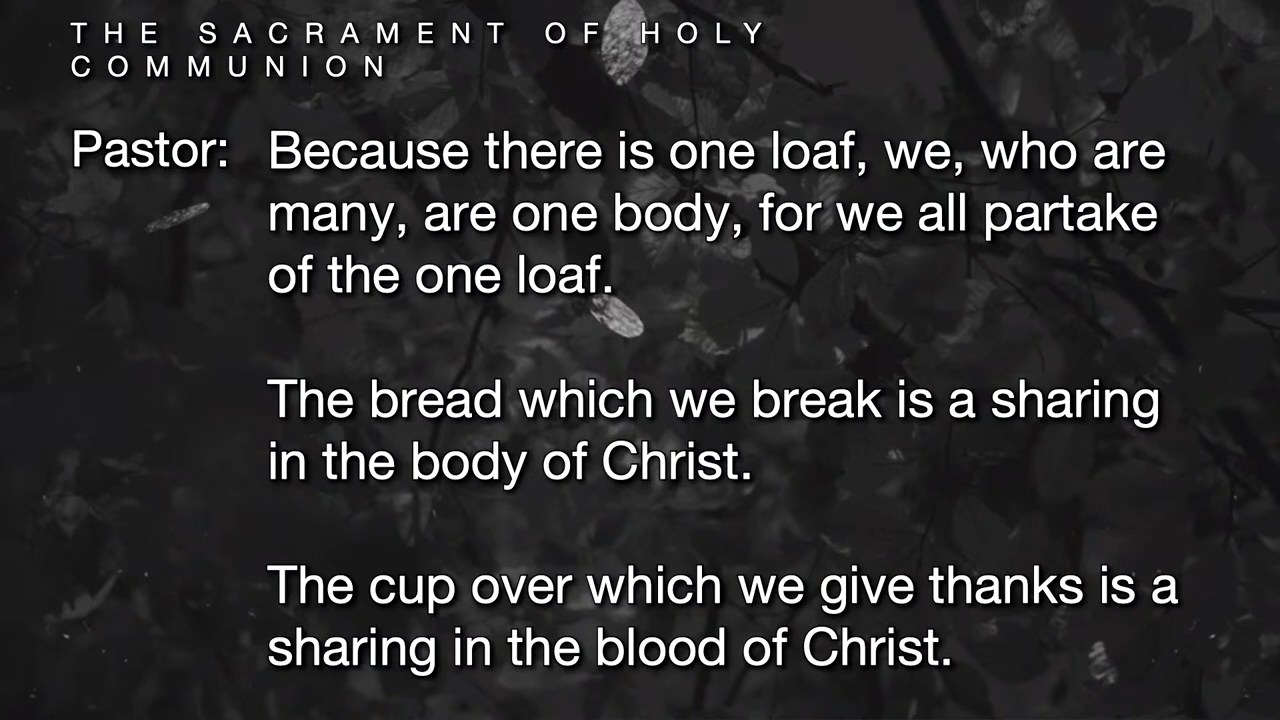 THE SACRAMENT OF HOLY
COMMUNION
Pastor: Because there is one loaf, we, who are
many, are one body, for we all partake
of the one loaf.
The bread which we break is a sharing
in the body of Christ.
The cup over which we give thanks is a
sharing in the blood of Christ.